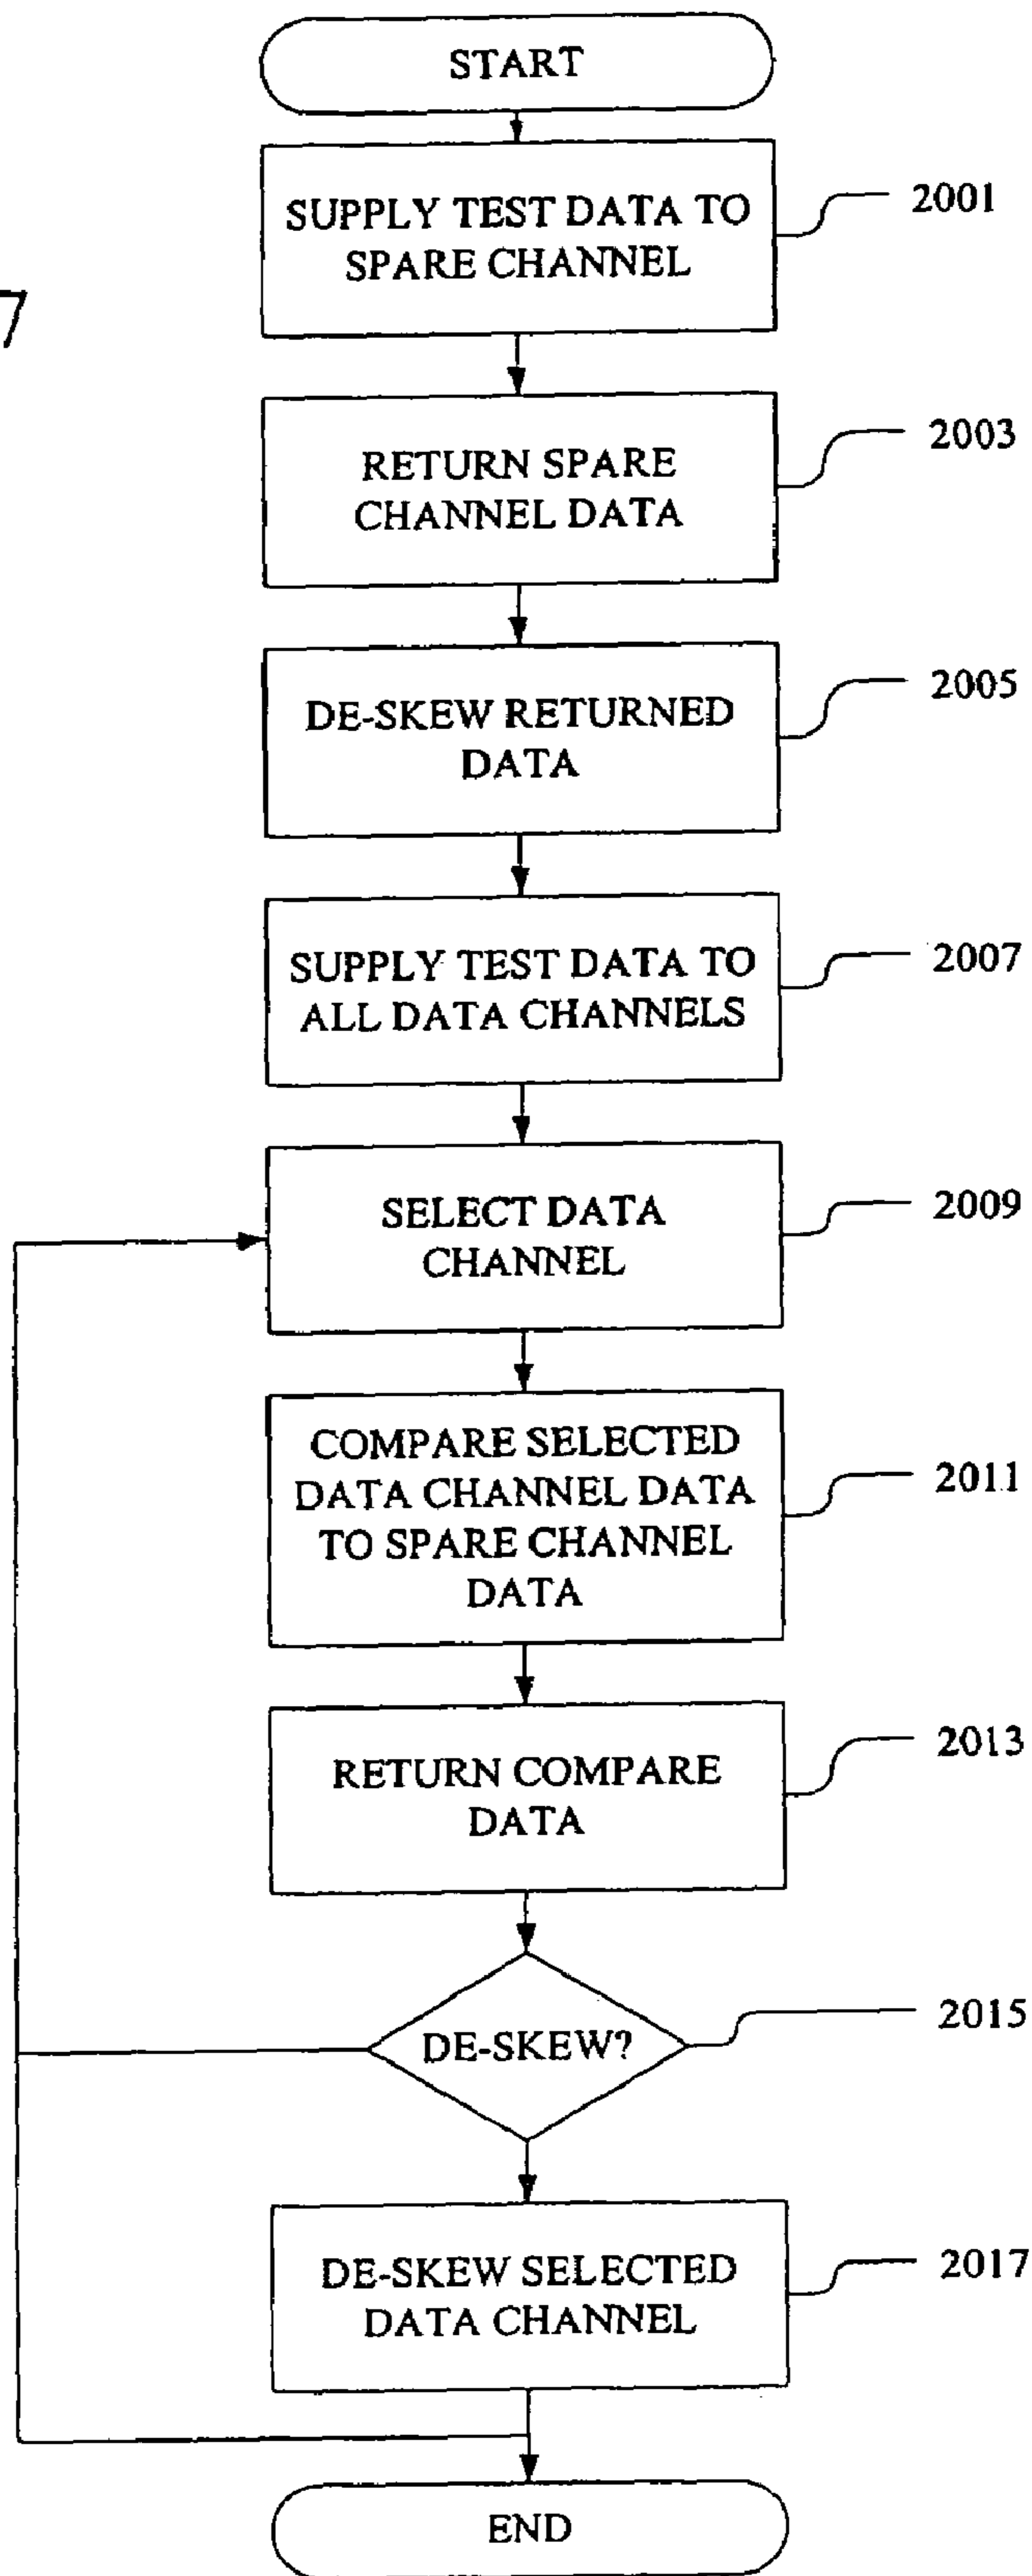 START
SUPPLY TEST DATA TO
SPARE CHANNEL
2001
7
RETURN SPARE
CHANNEL DATA
2003
DE-SKEW RETURNED
DATA
2005
SUPPLY TEST DATA TO
ALL DATA CHANNELS
2007
SELECT DATA
CHANNEL
2009
COMPARE SELECTED
DATA CHANNEL DATA
TO SPARE CHANNEL
DATA
2011
RETURN COMPARE
DATA
2013
DE-SKEW?
2015
DE-SKEW SELECTED
DATA CHANNEL
2017
END